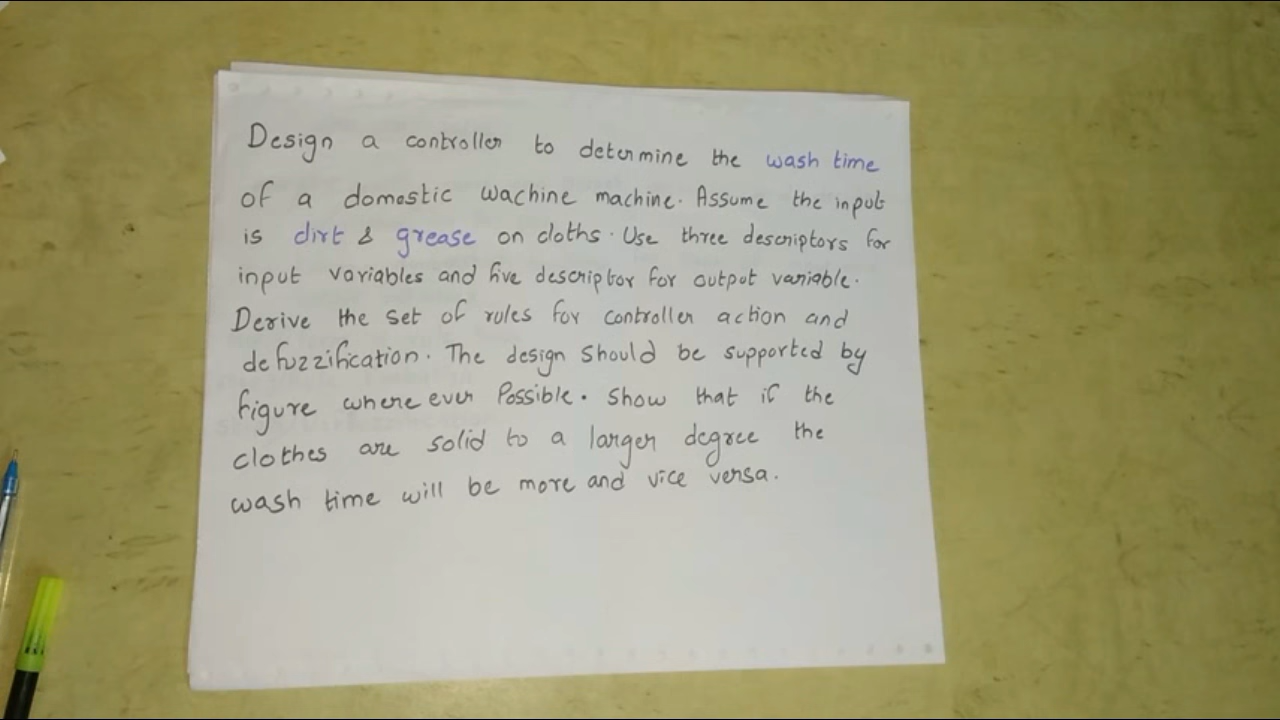 Design a controller to determine the wash time
of a domestic wachine machine. Assume the input
is dirt & grease on cloths. Use three descriptors for
input variables and five descriptor for output variable.
Derive the set of rules for controller action and
defuzzification. The design should be supported by
figure where ever Possible. Show that if the
clothes are solid to a larger degree the
wash time will be more and vice versa.